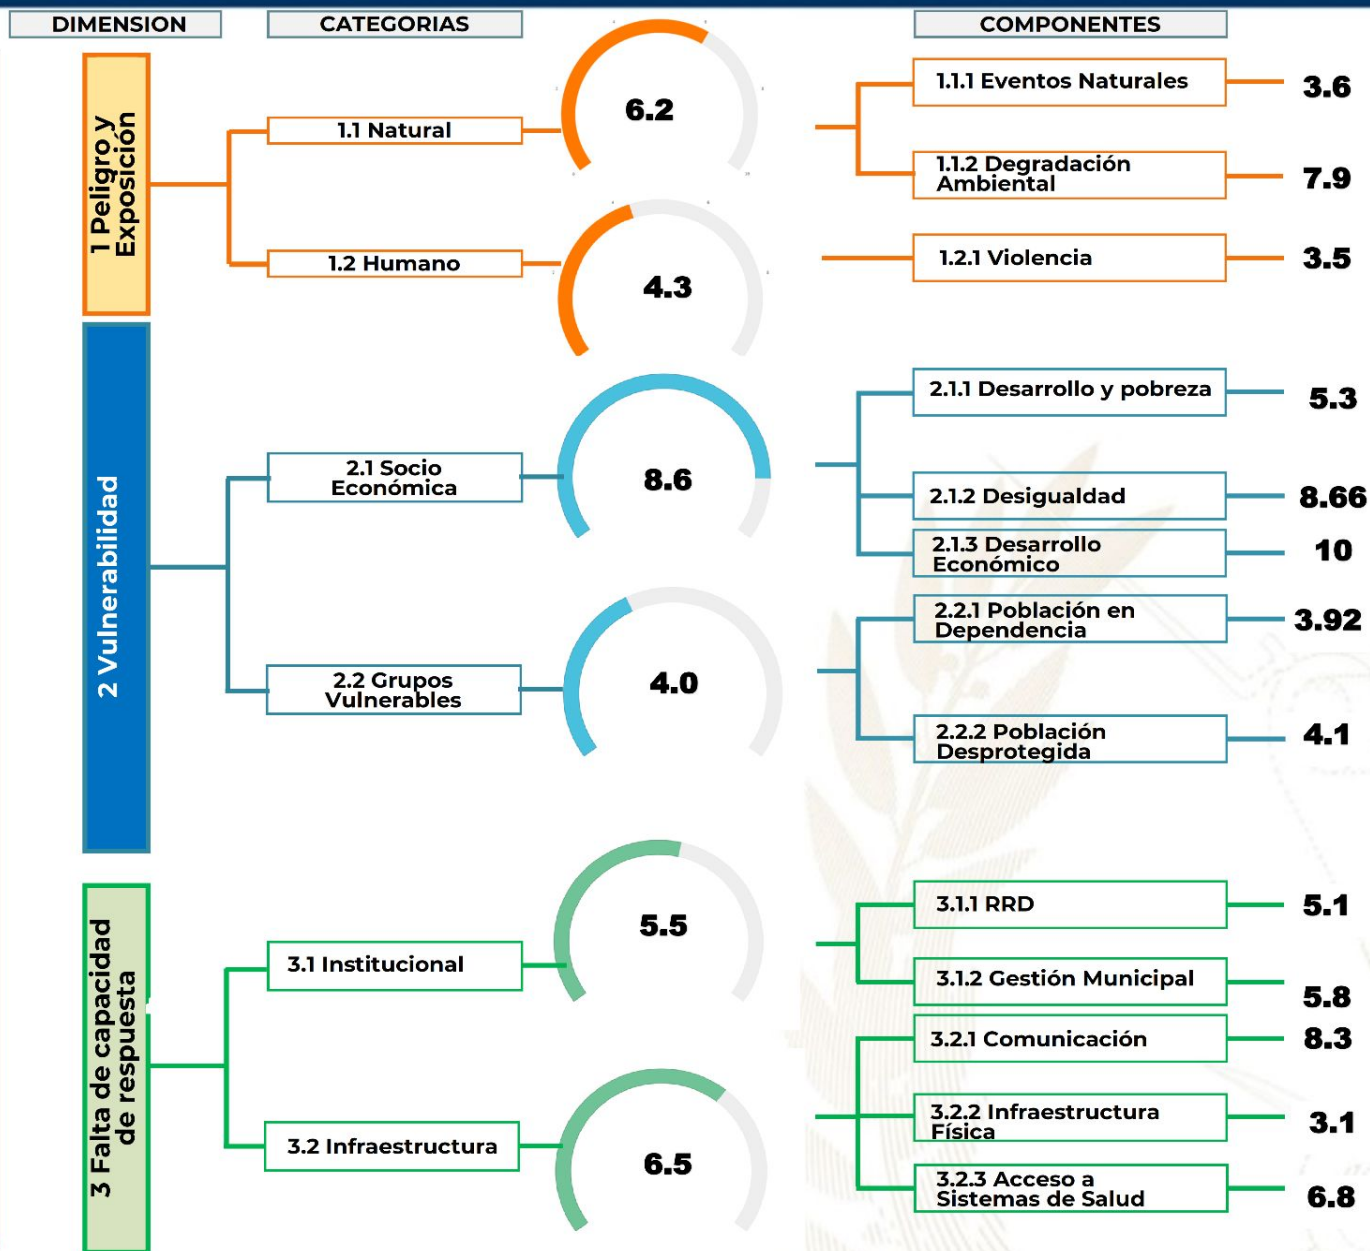 DIMENSION
CATEGORIAS
COMPONENTES
1 Peligro y
Exposición
1.1 Natural
6.2
1.1.1 Eventos Naturales
3.6
1.1.2 Degradación
Ambiental
7.9
1.2 Humano
4.3
1.2.1 Violencia
3.5
2 Vulnerabilidad
2.1 Socio
Económica
8.6
2.1.1 Desarrollo y pobreza
5.3
2.1.2 Desigualdad
8.66
2.1.3 Desarrollo
Económico
10
2.2 Grupos
Vulnerables
4.0
2.2.1 Población en
Dependencia
3.92
2.2.2 Población
Desprotegida
4.1
3 Falta de capacidad
de respuesta
3.1 Institucional
5.5
3.1.1 RRD
5.1
3.1.2 Gestión Municipal
5.8
3.2 Infraestructura
6.5
3.2.1 Comunicación
8.3
3.2.2 Infraestructura
Física
3.1
3.2.3 Acceso a
Sistemas de Salud
6.8